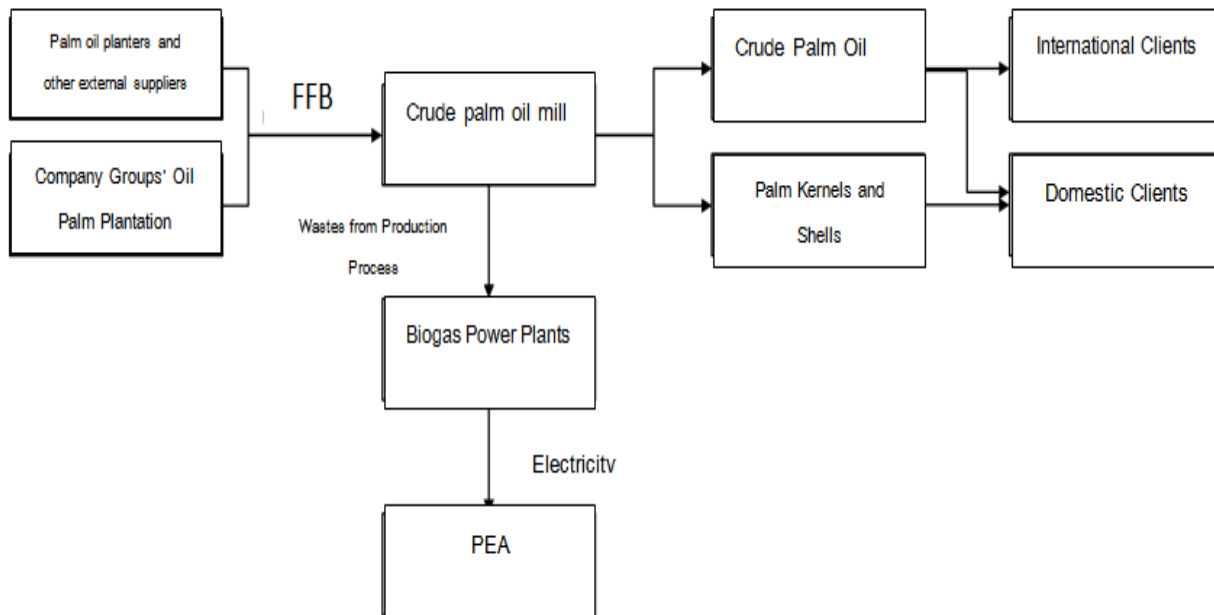 Palm oil planters and
other external suppliers
FFB
Crude palm oil mill
Crude Palm Oil
International Clients
Company Groups' Oil
Palm Plantation
Wastes from Production
Process
Palm Kernels and
Shells
Domestic Clients
Biogas Power Plants
Electricity
PEA